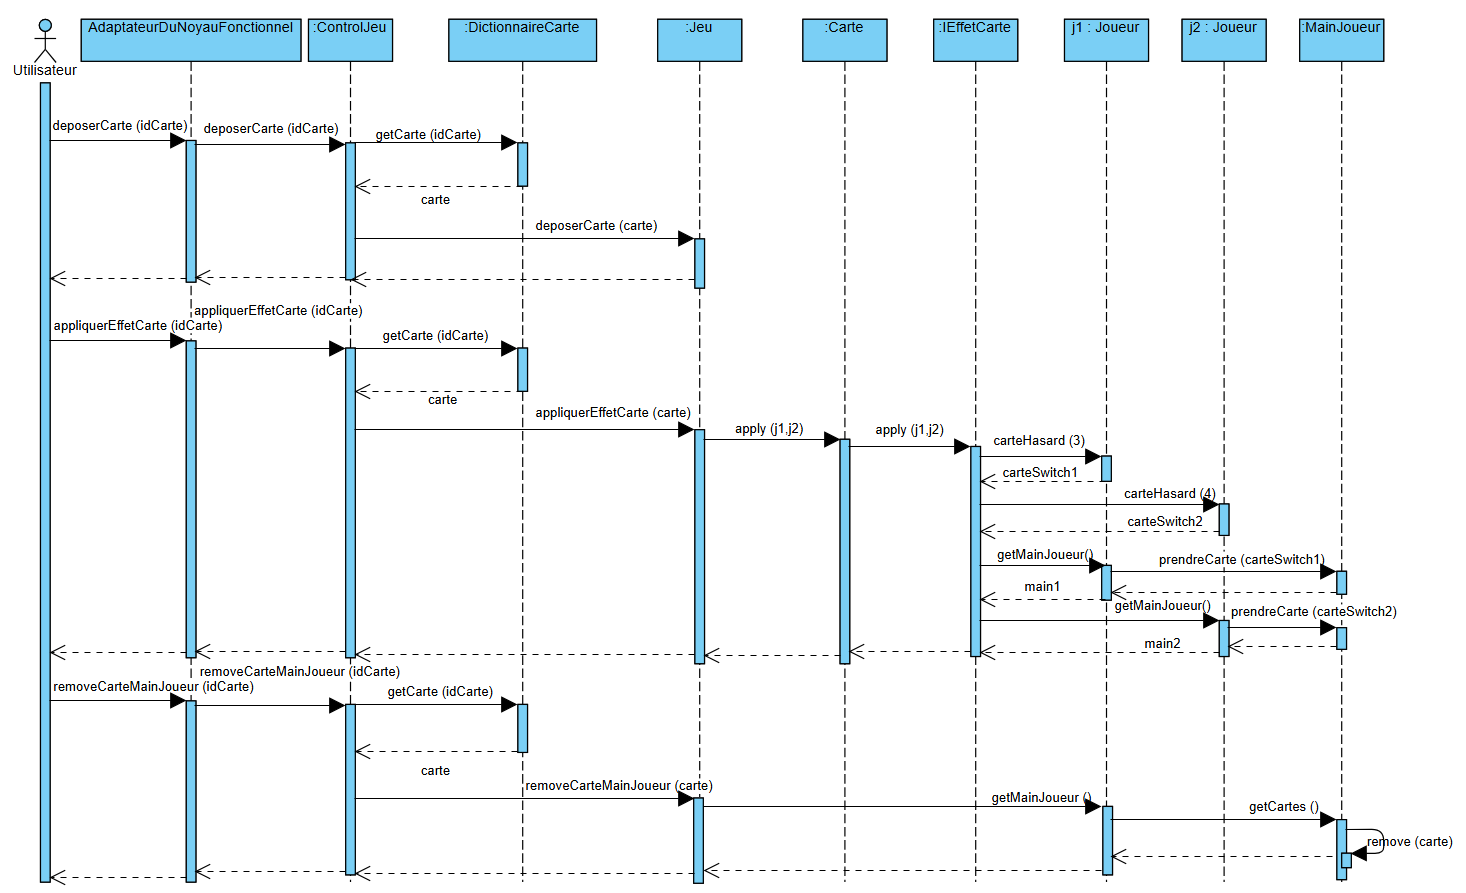 AdaptateurDuNoyauFonctionnel
:ControlJeu
:DictionnaireCarte
:Jeu
:Carte
:IEffetCarte
j1 : Joueur
j2 : Joueur
:MainJoueur
Utilisateur
deposerCarte (idCarte)
deposerCarte (idCarte)
getCarte (idCarte)
carte
deposerCarte (carte)
appliquerEffetCarte (idCarte)
appliquerEffetCarte (idCarte)
getCarte (idCarte)
carte
appliquerEffetCarte (carte)
apply (j1,j2)
apply (j1,j2)
carteHasard (3)
carteSwitch1
carteHasard (4)
carteSwitch2
getMainJoueur()
prendreCarte (carteSwitch1)
main1
getMainJoueur()
prendreCarte (carteSwitch2)
main2
removeCarteMainJoueur (idCarte)
removeCarteMainJoueur (idCarte)
getCarte (idCarte)
carte
removeCarteMainJoueur (carte)
getMainJoueur ()
getCartes ()
remove (carte)